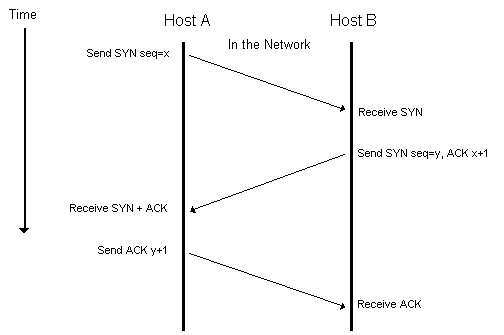 Time
Host A
Host B
In the Network
Send SYN seq=x
Receive SYN
Send SYN seq=y, ACK x+1
Receive SYN + ACK
Send ACK y+1
Receive ACK